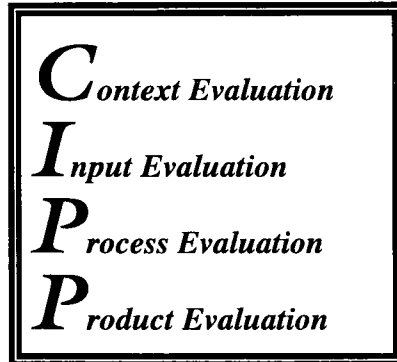 Context Evaluation
Input Evaluation
Process Evaluation
Product Evaluation